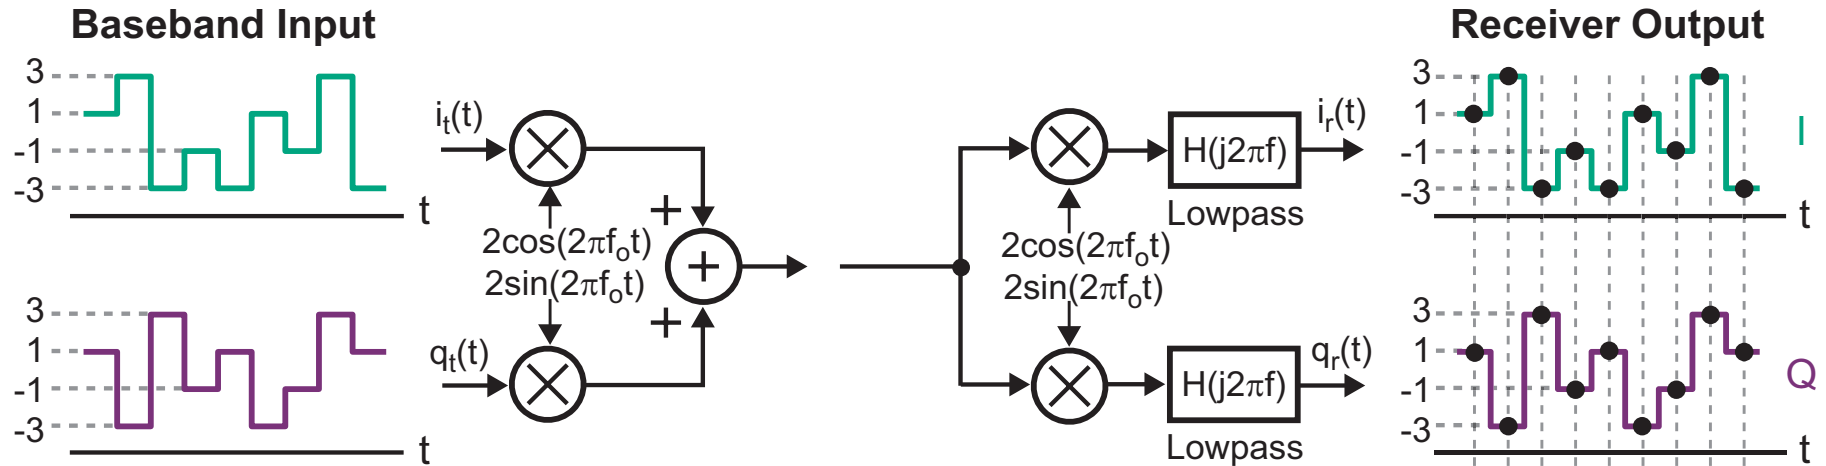 Baseband Input
Receiver Output
3
1
-1
-3
t
3
1
-1
-3
t
i_t(t)
q_t(t)
2cos(2πf_ot)
2sin(2πf_ot)
+
+
+
2cos(2πf_ot)
2sin(2πf_ot)
H(j2πf)
Lowpass
H(j2πf)
Lowpass
i_r(t)
q_r(t)
3
1
-1
-3
t
I
3
1
-1
-3
t
Q